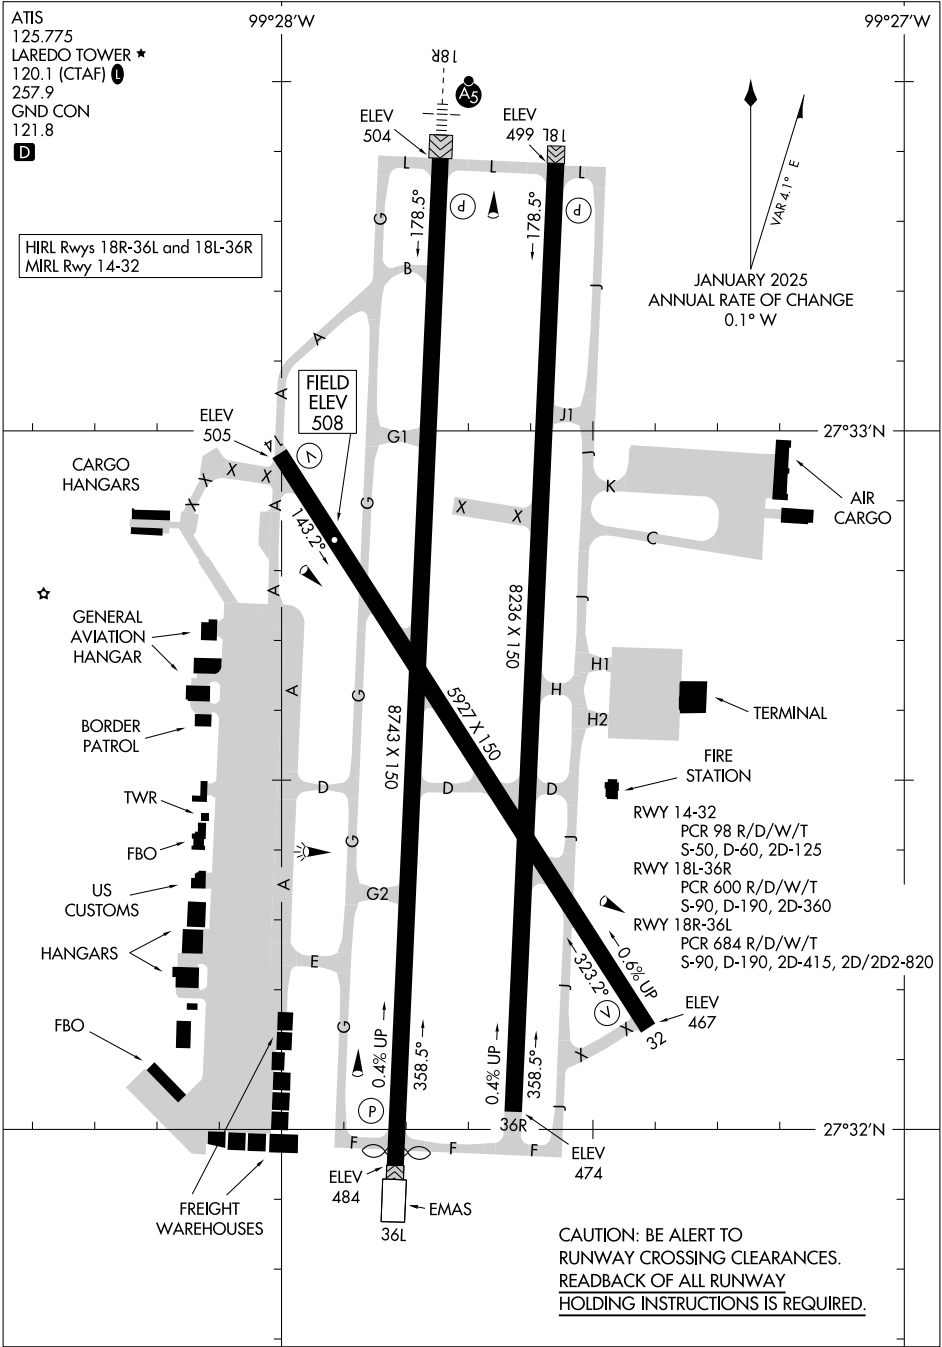 ATIS
125.775
LAREDO TOWER
120.1 (CTAF) L
257.9
GND CON
121.8
D
99°28'W
99°27'W
18R
A5
ELEV
504
ELEV
499
18L
VAR 4.1° E
JANUARY 2025
ANNUAL RATE OF CHANGE
0.1° W
HIRL Rwys 18R-36L and 18L-36R
MIRL Rwy 14-32
L
L
L
P
P
G
178.5°
178.5°
B
J
A
A
FIELD
ELEV
508
ELEV
505
14
V
G1
J1
27°33'N
CARGO
HANGARS
X
X
X
X
A
143.2°
G
X
X
J
K
C
AIR
CARGO
A
8236 X 150
J
GENERAL
AVIATION
HANGAR
BORDER
PATROL
A
G
8743 X 150
5927 X 150
H
H1
H2
TERMINAL
FIRE
STATION
TWR
D
D
D
FBO
G
J
RWY 14-32
PCR 98 R/D/W/T
S-50, D-60, 2D-125
RWY 18L-36R
PCR 600 R/D/W/T
S-90, D-190, 2D-360
RWY 18R-36L
PCR 684 R/D/W/T
S-90, D-190, 2D-415, 2D/2D2-820
US
CUSTOMS
A
G2
HANGARS
E
J
323.2°
0.6% UP
V
ELEV
467
32
X
X
FBO
G
0.4% UP
358.5°
0.4% UP
358.5°
P
J
36R
27°32'N
F
F
F
ELEV
474
ELEV
484
EMAS
36L
FREIGHT
WAREHOUSES
CAUTION: BE ALERT TO
RUNWAY CROSSING CLEARANCES.
READBACK OF ALL RUNWAY
HOLDING INSTRUCTIONS IS REQUIRED.